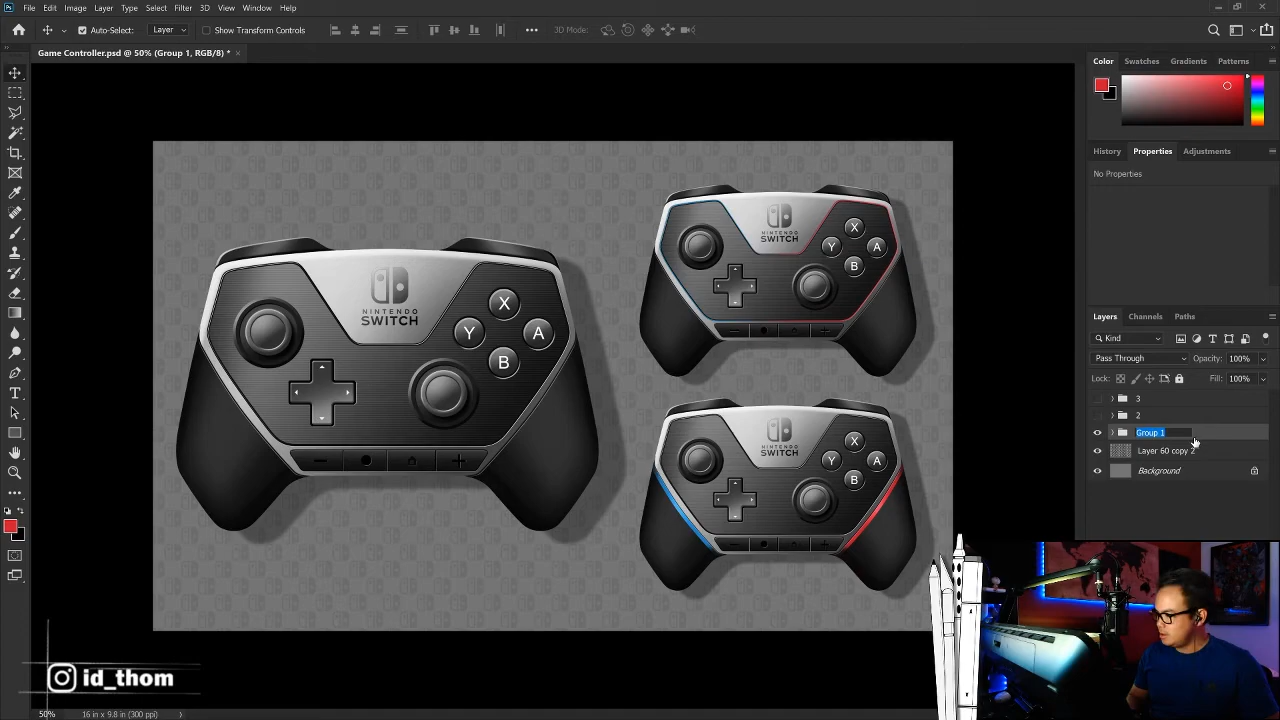 Ps File Edit Image Layer Type Select Filter 3D View Window Help
Auto-Select: Layer Show Transform Controls 3D Mode:
Game Controller.psd @ 50% (Group 1, RGB/8) *
Color Swatches Gradients Patterns
History Properties Adjustments
No Properties
Layers Channels Paths
Kind
Pass Through Opacity: 100%
Lock: Fill: 100%
3
2
Group 1
Layer 60 copy 2
Background
NINTENDO
SWITCH
X
Y A
B
NINTENDO
SWITCH
X
Y A
B
NINTENDO
SWITCH
X
Y A
B
id_thom
50% 16 in x 9.8 in (300 ppi)